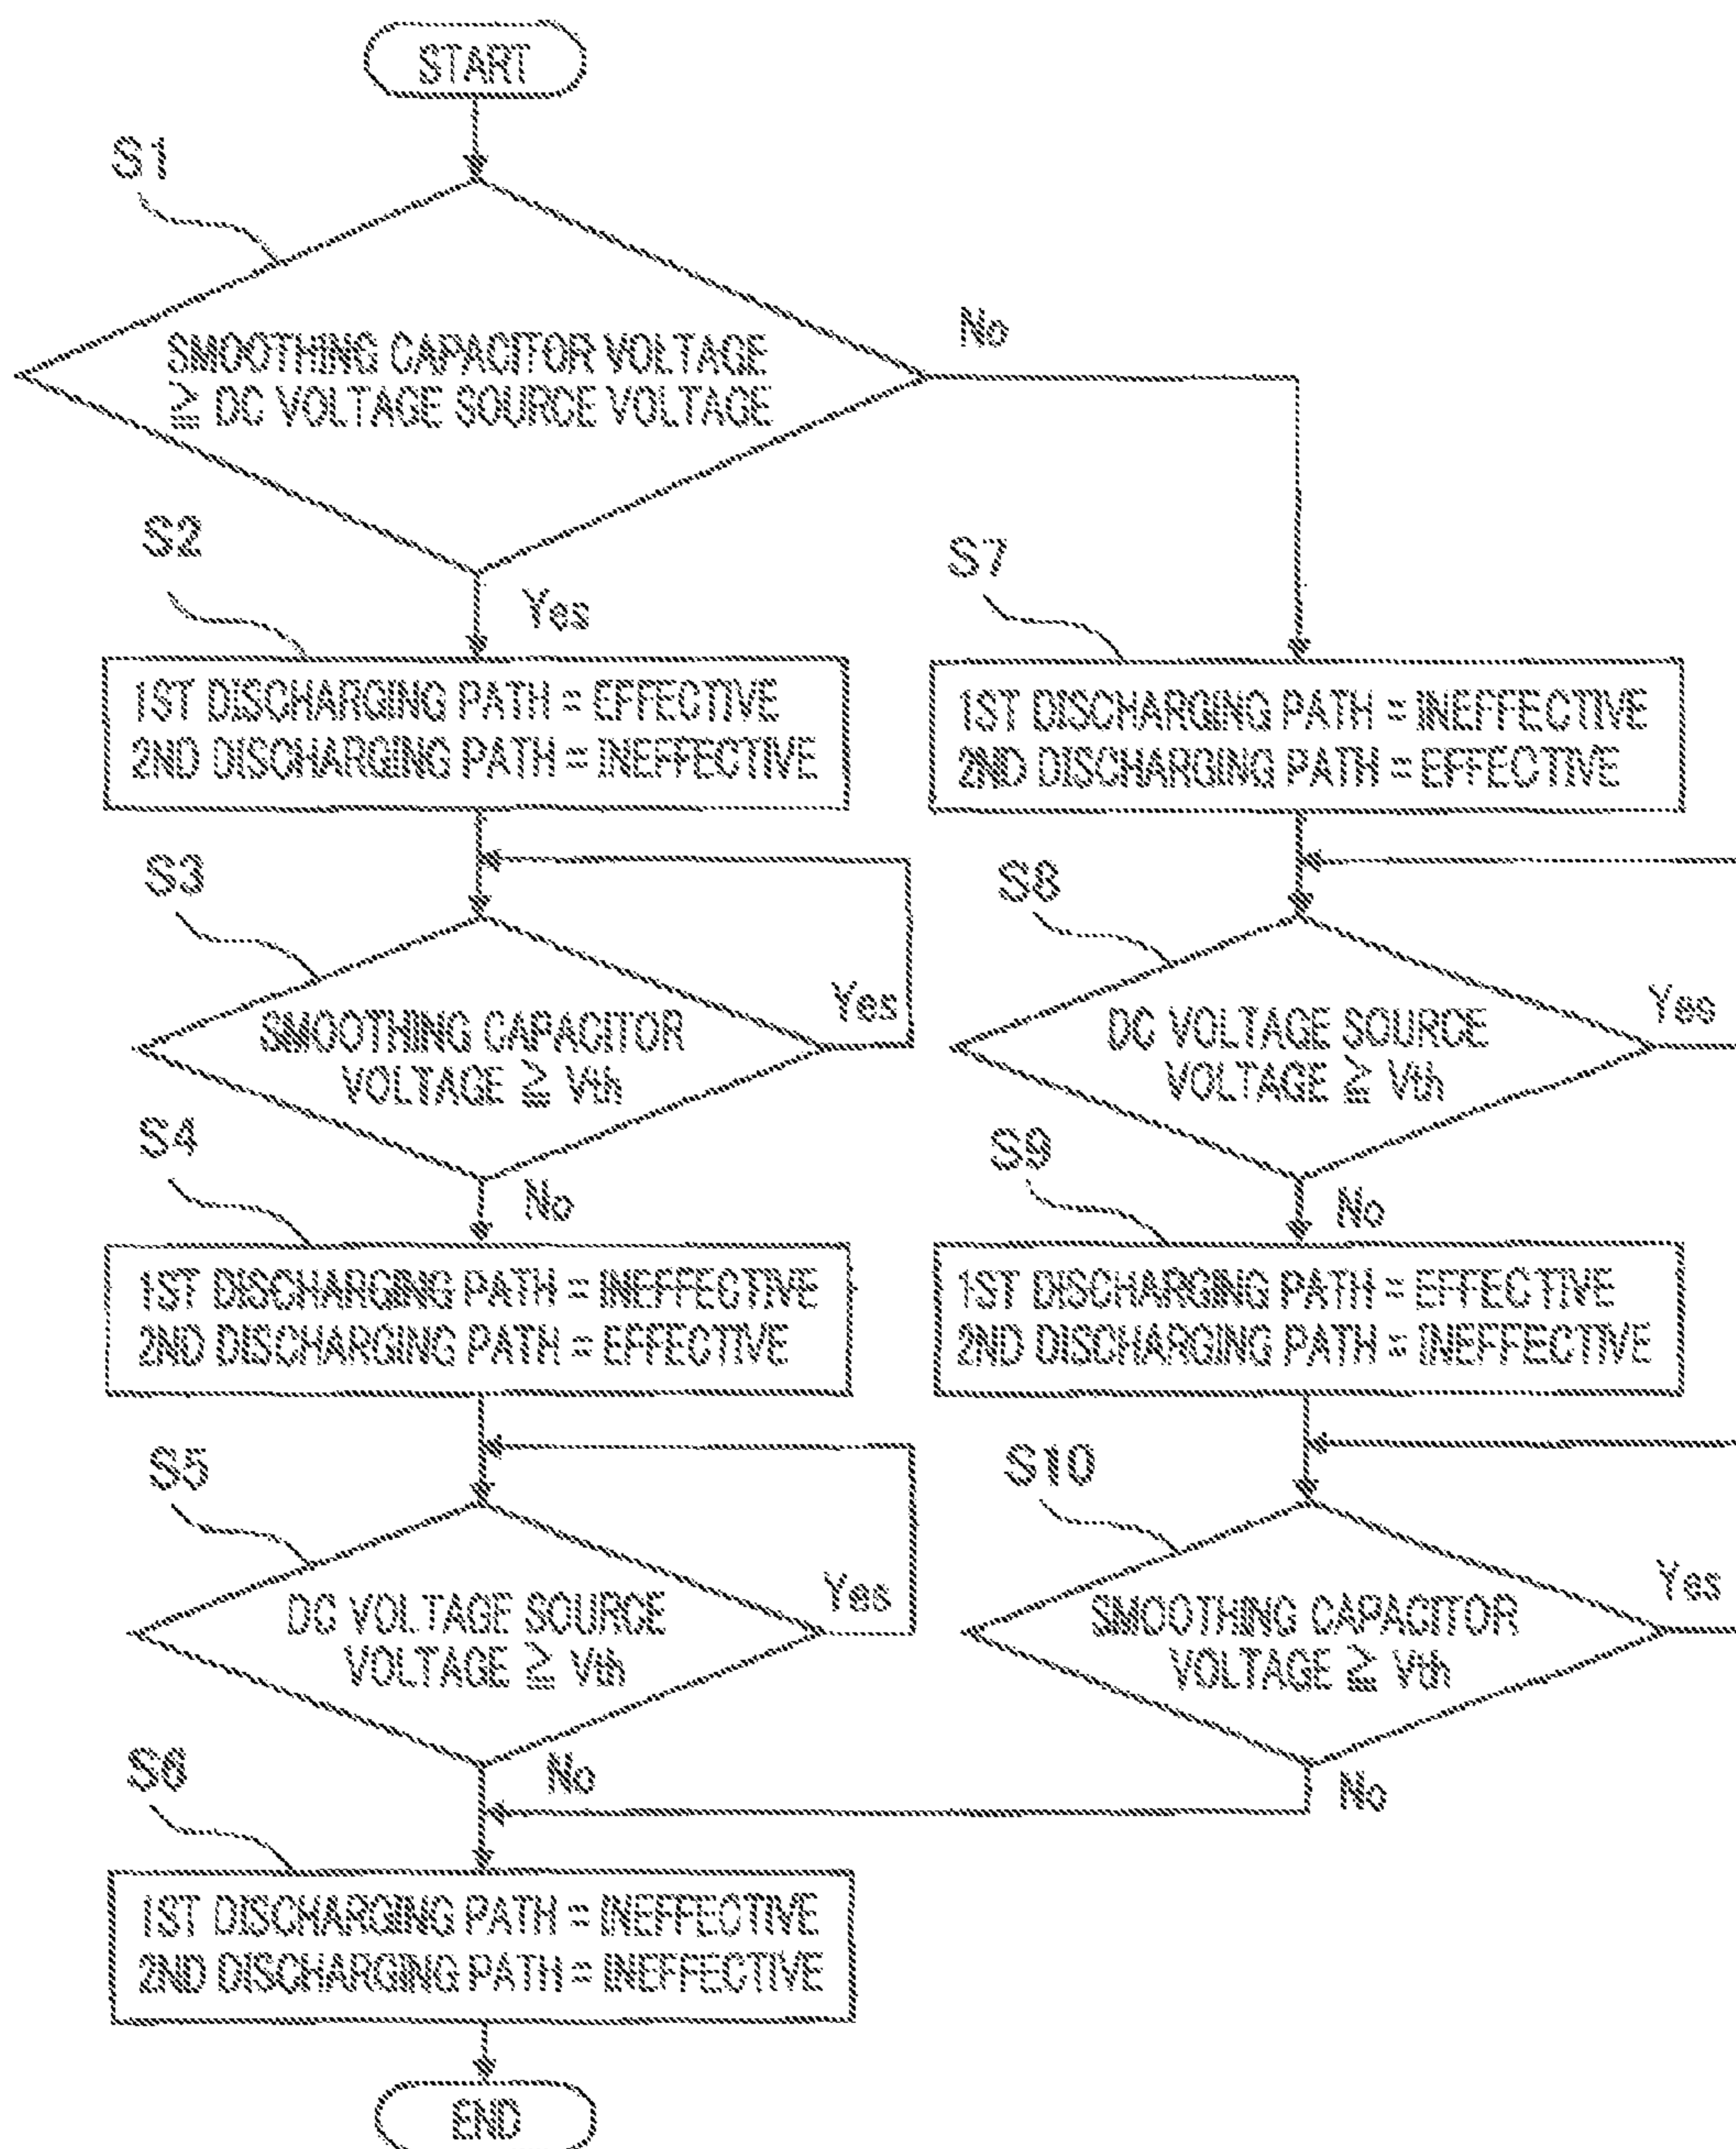 START
S1
SMOOTHING CAPACITOR VOLTAGE
≧ DC VOLTAGE SOURCE VOLTAGE
No
Yes
S2
1ST DISCHARGING PATH = EFFECTIVE
2ND DISCHARGING PATH = INEFFECTIVE
S3
SMOOTHING CAPACITOR
VOLTAGE ≧ Vth
Yes
No
S4
1ST DISCHARGING PATH = INEFFECTIVE
2ND DISCHARGING PATH = EFFECTIVE
S5
DC VOLTAGE SOURCE
VOLTAGE ≧ Vth
Yes
No
S6
1ST DISCHARGING PATH = INEFFECTIVE
2ND DISCHARGING PATH = INEFFECTIVE
END
S7
1ST DISCHARGING PATH = INEFFECTIVE
2ND DISCHARGING PATH = EFFECTIVE
S8
DC VOLTAGE SOURCE
VOLTAGE ≧ Vth
Yes
No
S9
1ST DISCHARGING PATH = EFFECTIVE
2ND DISCHARGING PATH = INEFFECTIVE
S10
SMOOTHING CAPACITOR
VOLTAGE ≧ Vth
Yes
No